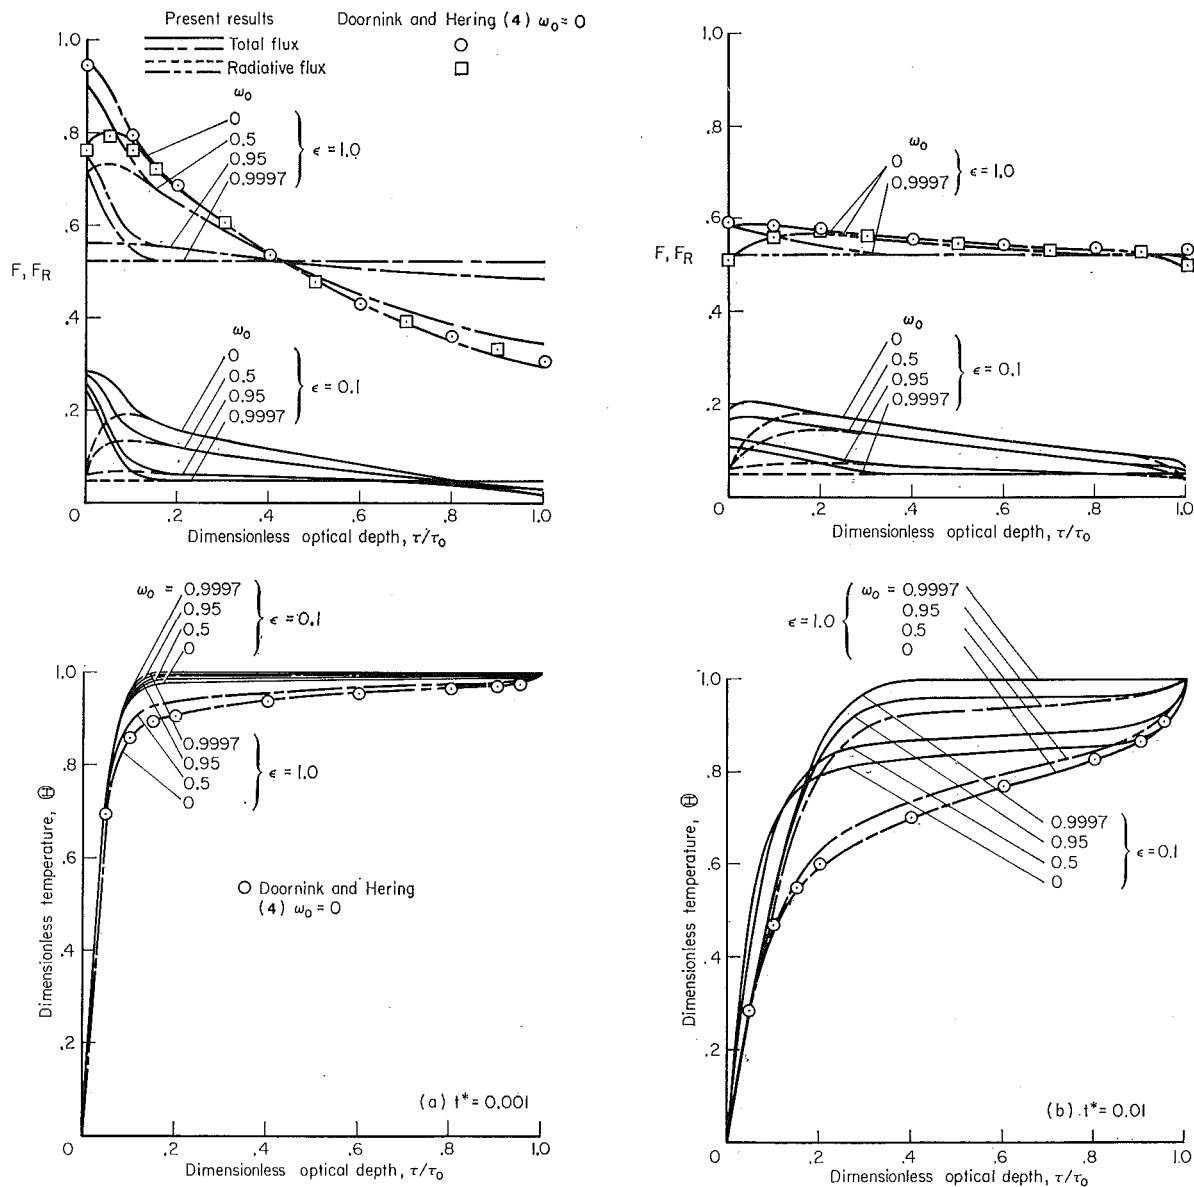 Present results
Doornink and Hering (4) ω₀ = 0
Total flux
Radiative flux
ω₀
0
0.5
0.95
0.9997
ϵ = 1.0
1.0
.8
.6
F, F_R
.4
.2
ω₀
0
0.5
0.95
0.9997
ϵ = 0.1
0
.2
.4
.6
.8
1.0
Dimensionless optical depth, τ/τ₀
1.0
.8
.6
F, F_R
.4
.2
ω₀
0
0.9997
ϵ = 1.0
ω₀
0
0.5
0.95
0.9997
ϵ = 0.1
0
.2
.4
.6
.8
1.0
Dimensionless optical depth, τ/τ₀
ω₀ = 0.9997
0.95
0.5
0
ϵ = 0.1
1.0
.8
.6
.4
.2
Dimensionless temperature, Θ
0.9997
0.95
0.5
0
ϵ = 1.0
Doornink and Hering
(4) ω₀ = 0
(a) t* = 0.001
0
.2
.4
.6
.8
1.0
Dimensionless optical depth, τ/τ₀
ϵ = 1.0
ω₀ = 0.9997
0.95
0.5
0
1.0
.8
.6
.4
.2
Dimensionless temperature, Θ
0.9997
0.95
0.5
0
ϵ = 0.1
(b) t* = 0.01
0
.2
.4
.6
.8
1.0
Dimensionless optical depth, τ/τ₀